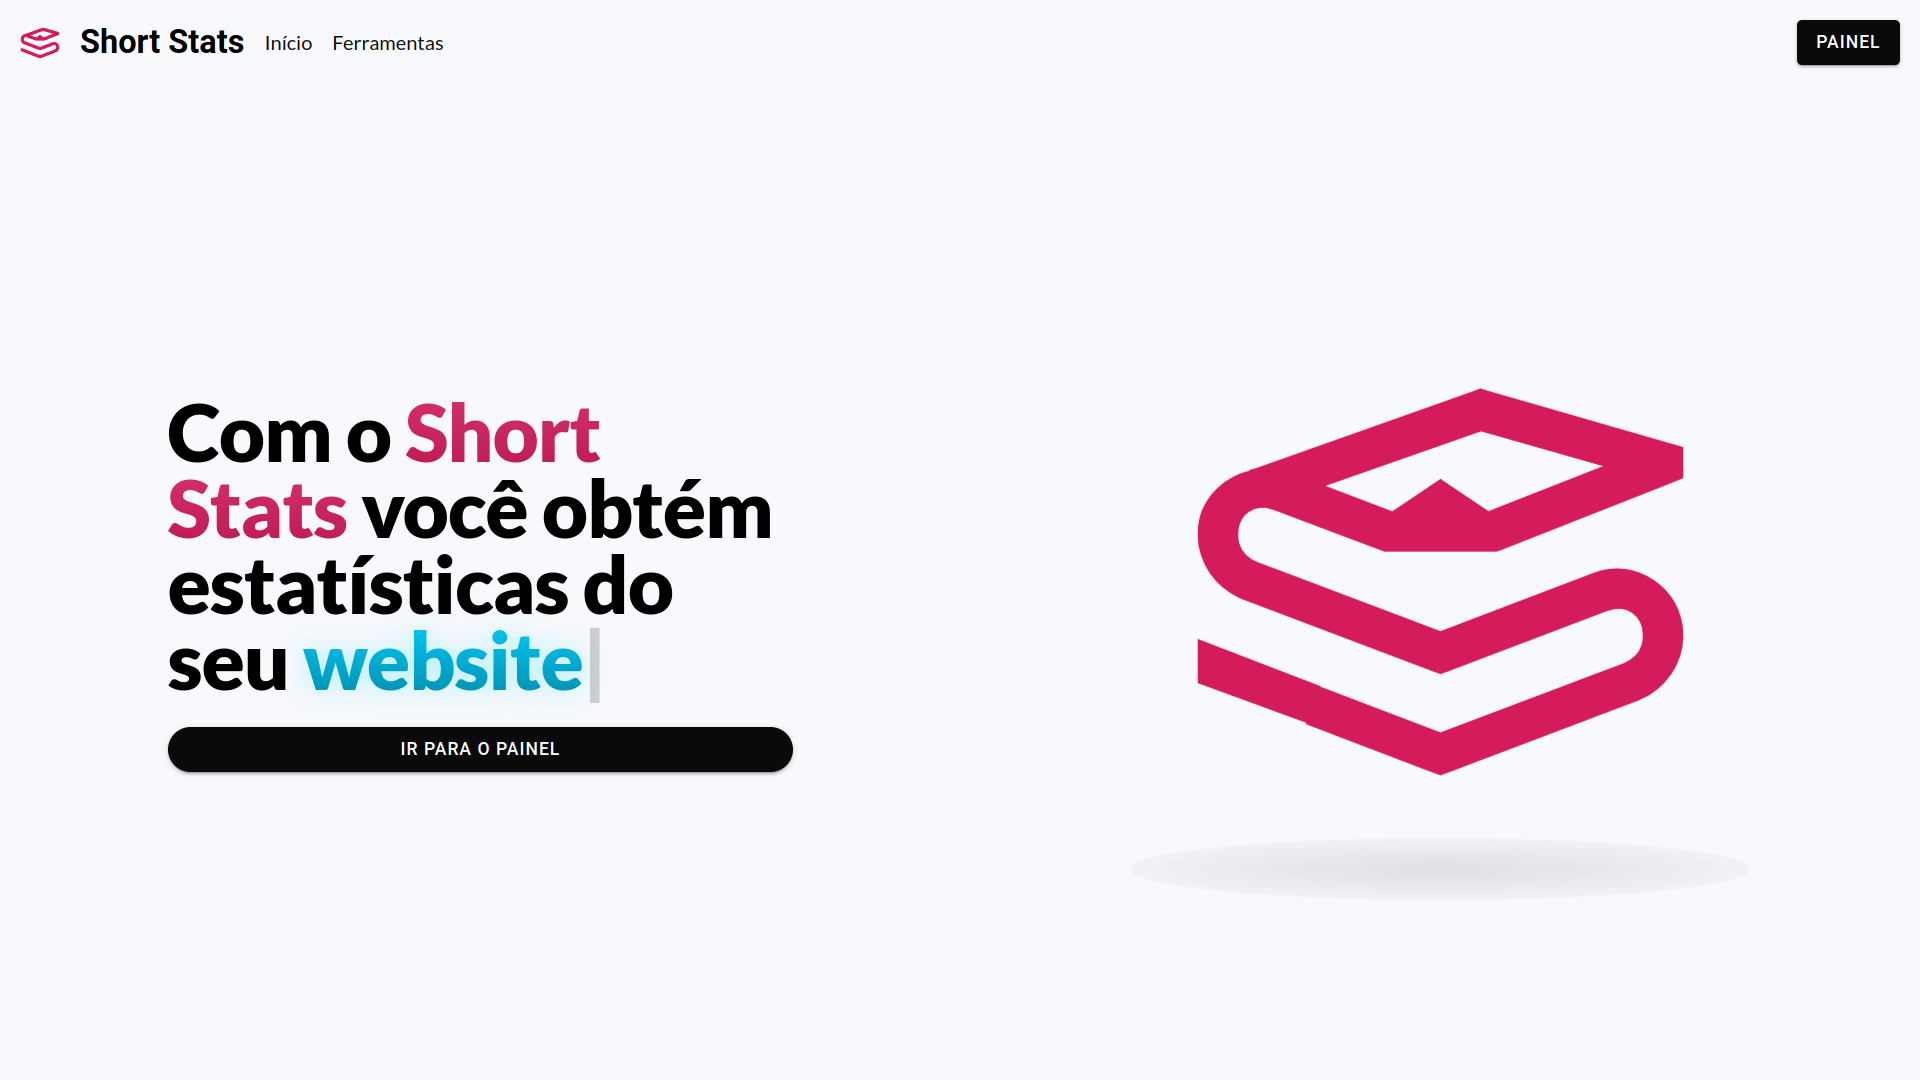 Short Stats
Início
Ferramentas
PAINEL
Com o Short
Stats você obtém
estatísticas do
seu website
IR PARA O PAINEL